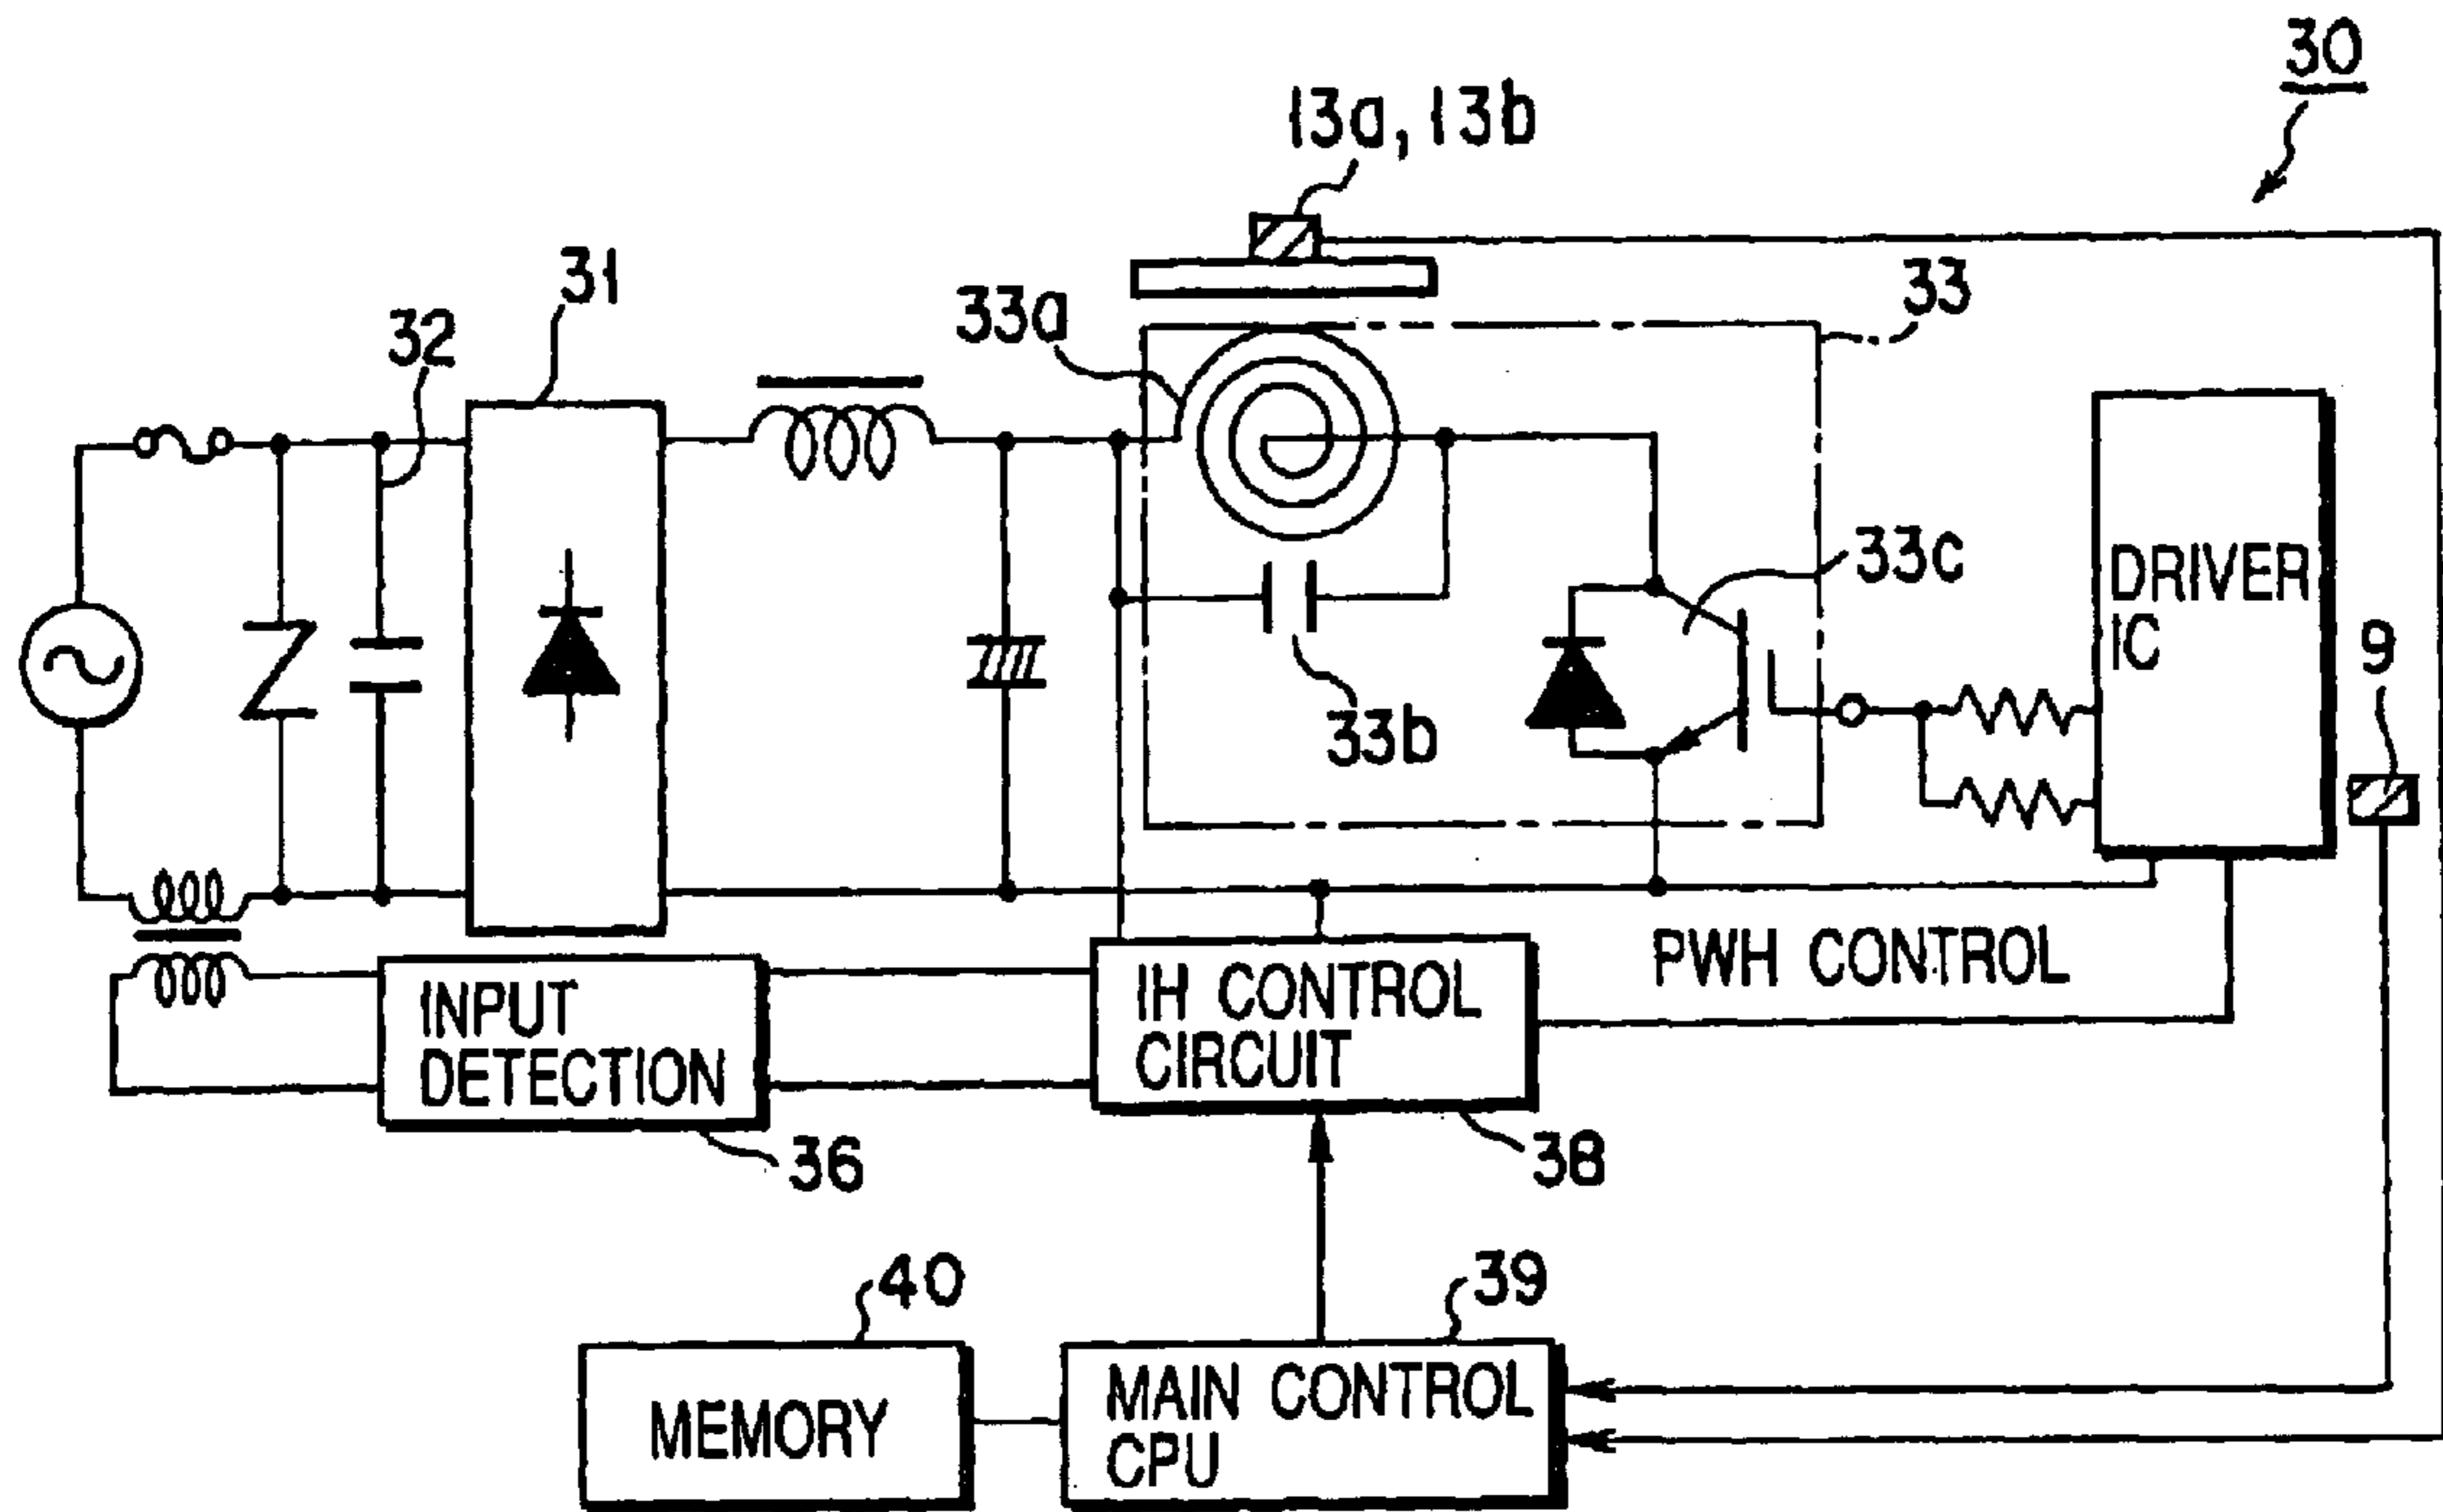 30
13a, 13b
31
33
33a
32
33c
DRIVER
IC
9
33b
PWH CONTROL
IH CONTROL
CIRCUIT
INPUT
DETECTION
36
38
40
39
MEMORY
MAIN CONTROL
CPU